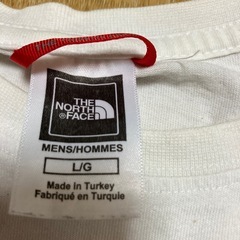 THE
NORTH
FACE
MENS/HOMMES
L/G
Made in Turkey
Fabriqué en Turquie